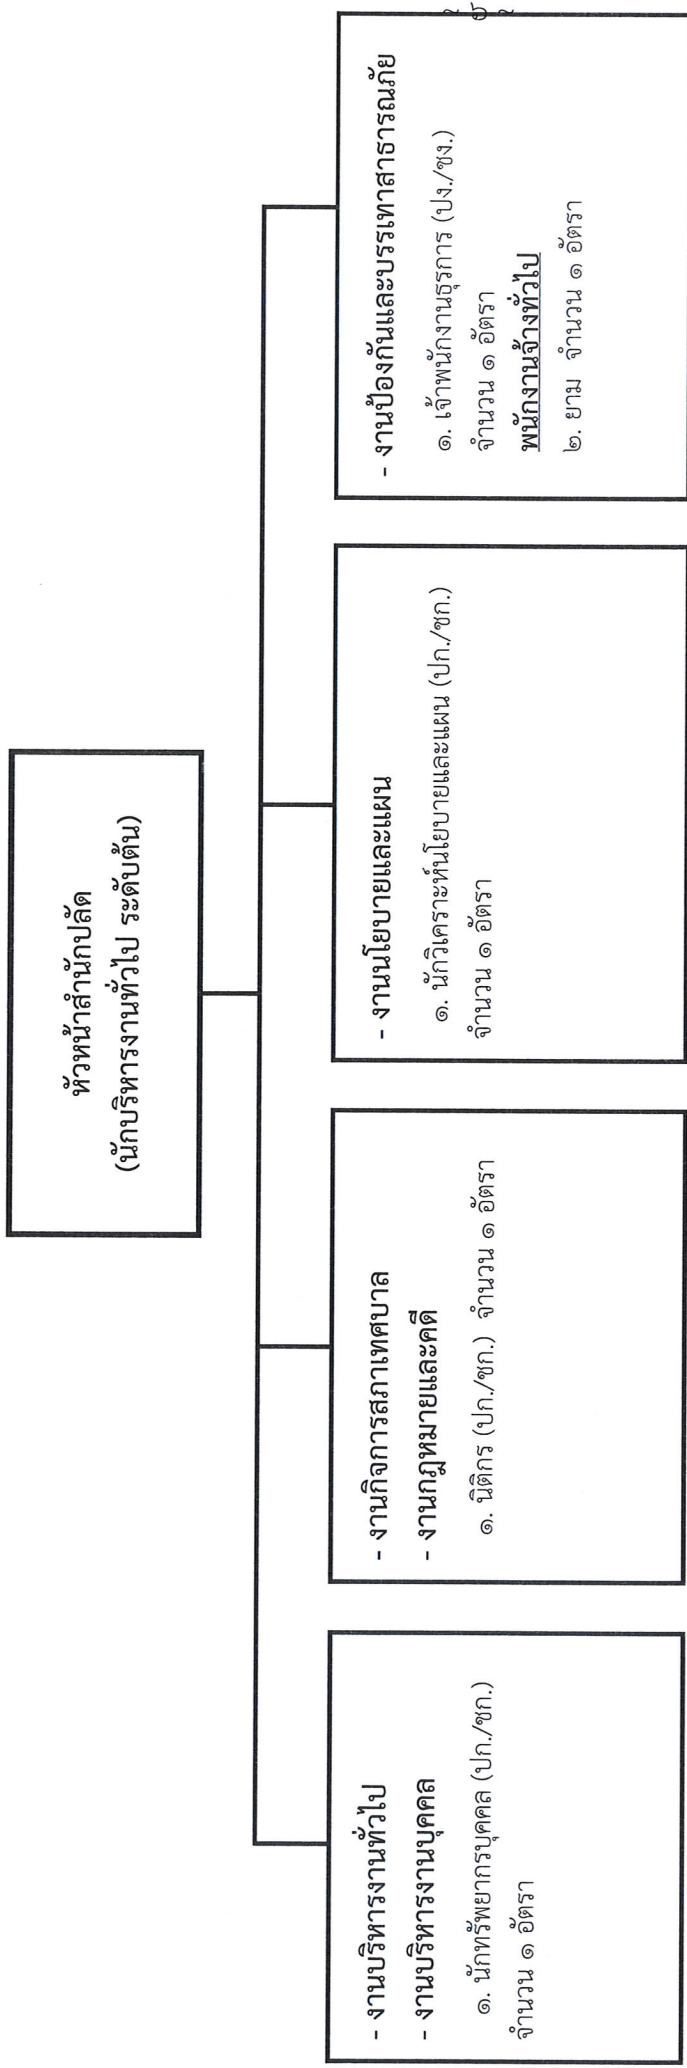 หัวหน้าสำนักปลัด
(นักบริหารงานทั่วไป ระดับต้น)
- งานบริหารงานทั่วไป
- งานบริหารงานบุคคล
๑. นักทรัพยากรบุคคล (ปก./ชก.)
จำนวน ๑ อัตรา
- งานกิจการสภาเทศบาล
- งานกฎหมายและคดี
๑. นิติกร (ปก./ชก.) จำนวน ๑ อัตรา
- งานนโยบายและแผน
๑. นักวิเคราะห์นโยบายและแผน (ปก./ชก.)
จำนวน ๑ อัตรา
- งานป้องกันและบรรเทาสาธารณภัย
๑. เจ้าพนักงานธุรการ (ปง./ชง.)
จำนวน ๑ อัตรา
พนักงานจ้างทั่วไป
๒. ยาม จำนวน ๑ อัตรา